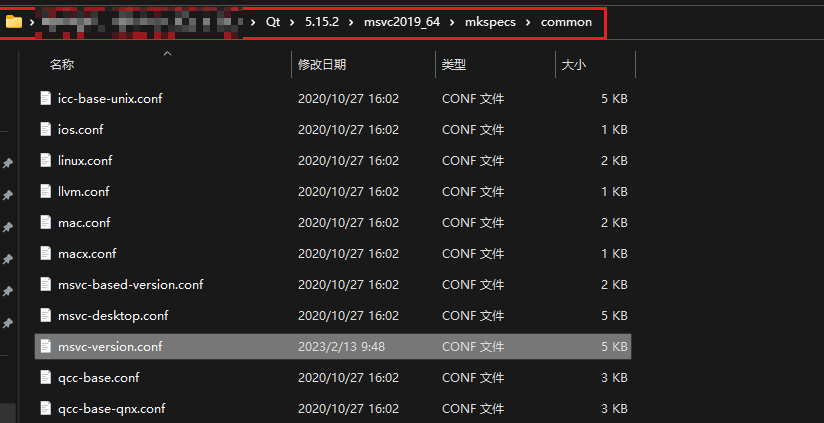 Qt > 5.15.2 > msvc2019_64 > mkspecs > common
名称 修改日期 类型 大小
icc-base-unix.conf 2020/10/27 16:02 CONF 文件 5 KB
ios.conf 2020/10/27 16:02 CONF 文件 1 KB
linux.conf 2020/10/27 16:02 CONF 文件 2 KB
llvm.conf 2020/10/27 16:02 CONF 文件 1 KB
mac.conf 2020/10/27 16:02 CONF 文件 2 KB
macx.conf 2020/10/27 16:02 CONF 文件 1 KB
msvc-based-version.conf 2020/10/27 16:02 CONF 文件 2 KB
msvc-desktop.conf 2020/10/27 16:02 CONF 文件 5 KB
msvc-version.conf 2023/2/13 9:48 CONF 文件 5 KB
qcc-base.conf 2020/10/27 16:02 CONF 文件 3 KB
qcc-base-qnx.conf 2020/10/27 16:02 CONF 文件 3 KB